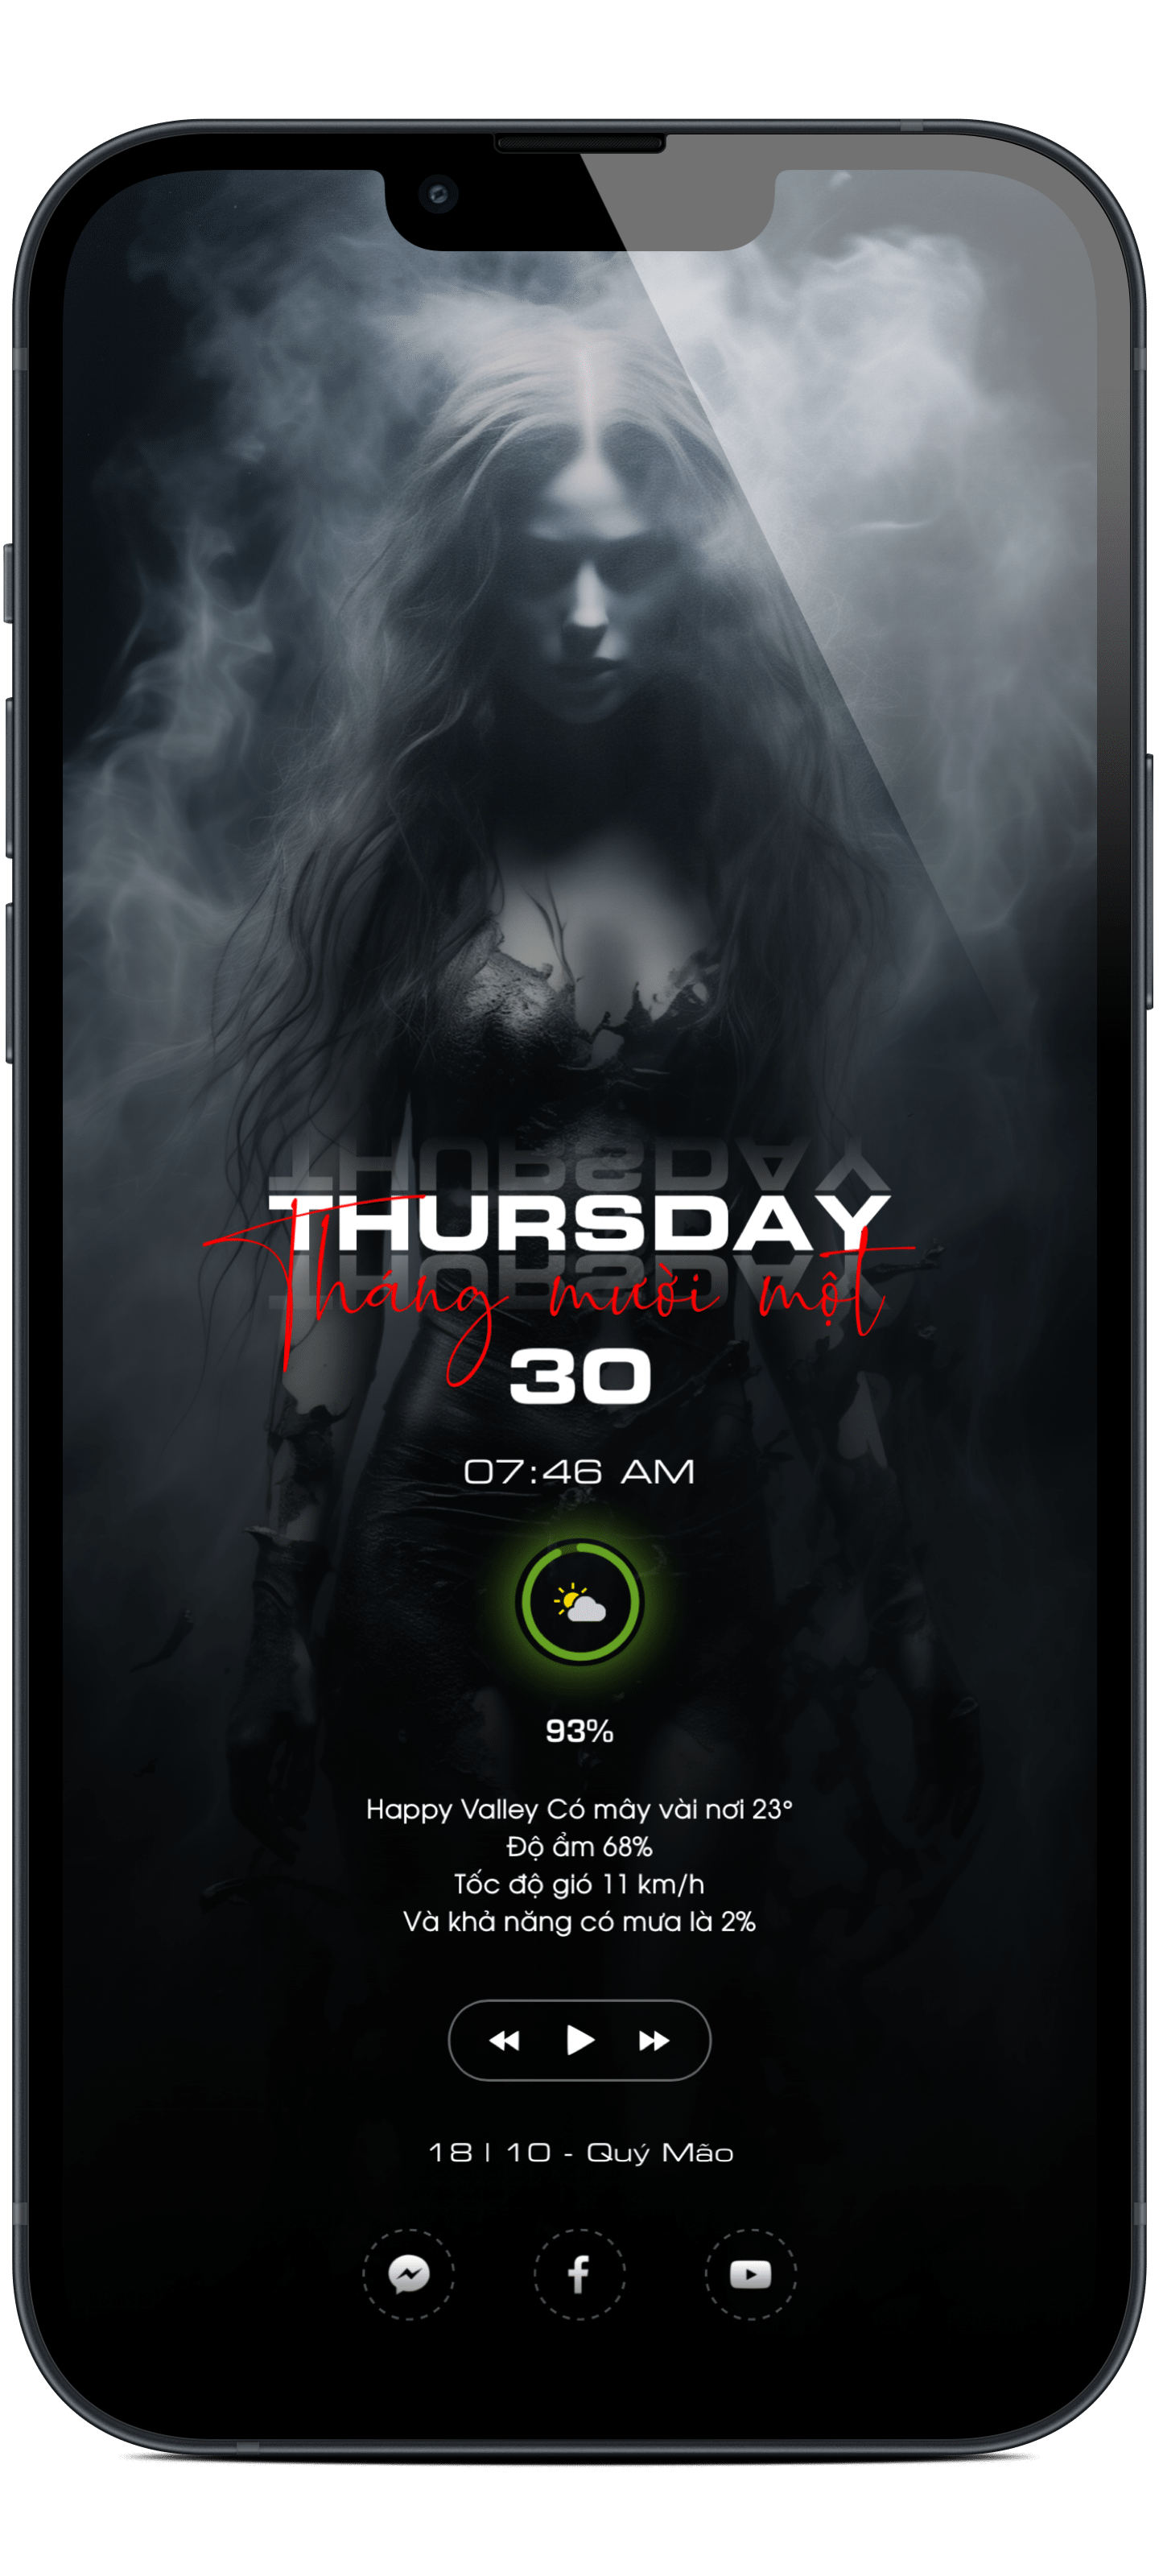 THURSDAY
Tháng mười một
30
07:46 AM
93%
Happy Valley Có mây vài nơi 23°
Độ ẩm 68%
Tốc độ gió 11 km/h
Và khả năng có mưa là 2%
18 | 10 - Quý Mão